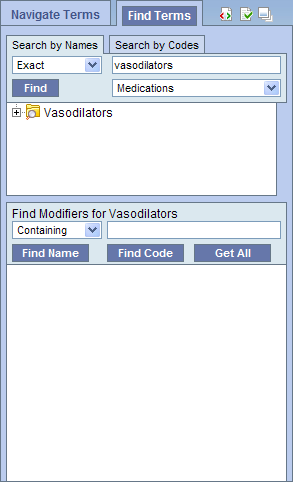 Navigate Terms Find Terms
Search by Names Search by Codes
Exact vasodilators
Find Medications
Vasodilators
Find Modifiers for Vasodilators
Containing
Find Name Find Code Get All